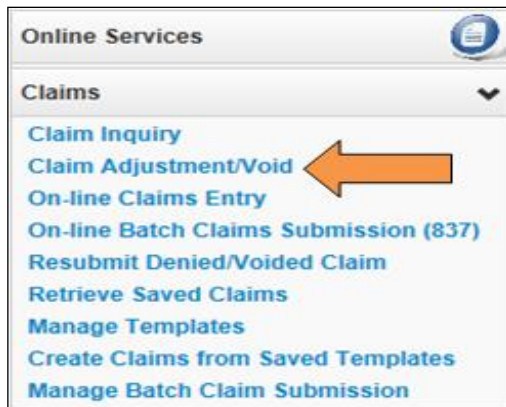 Online Services
Claims
Claim Inquiry
Claim Adjustment/Void
On-line Claims Entry
On-line Batch Claims Submission (837)
Resubmit Denied/Voided Claim
Retrieve Saved Claims
Manage Templates
Create Claims from Saved Templates
Manage Batch Claim Submission